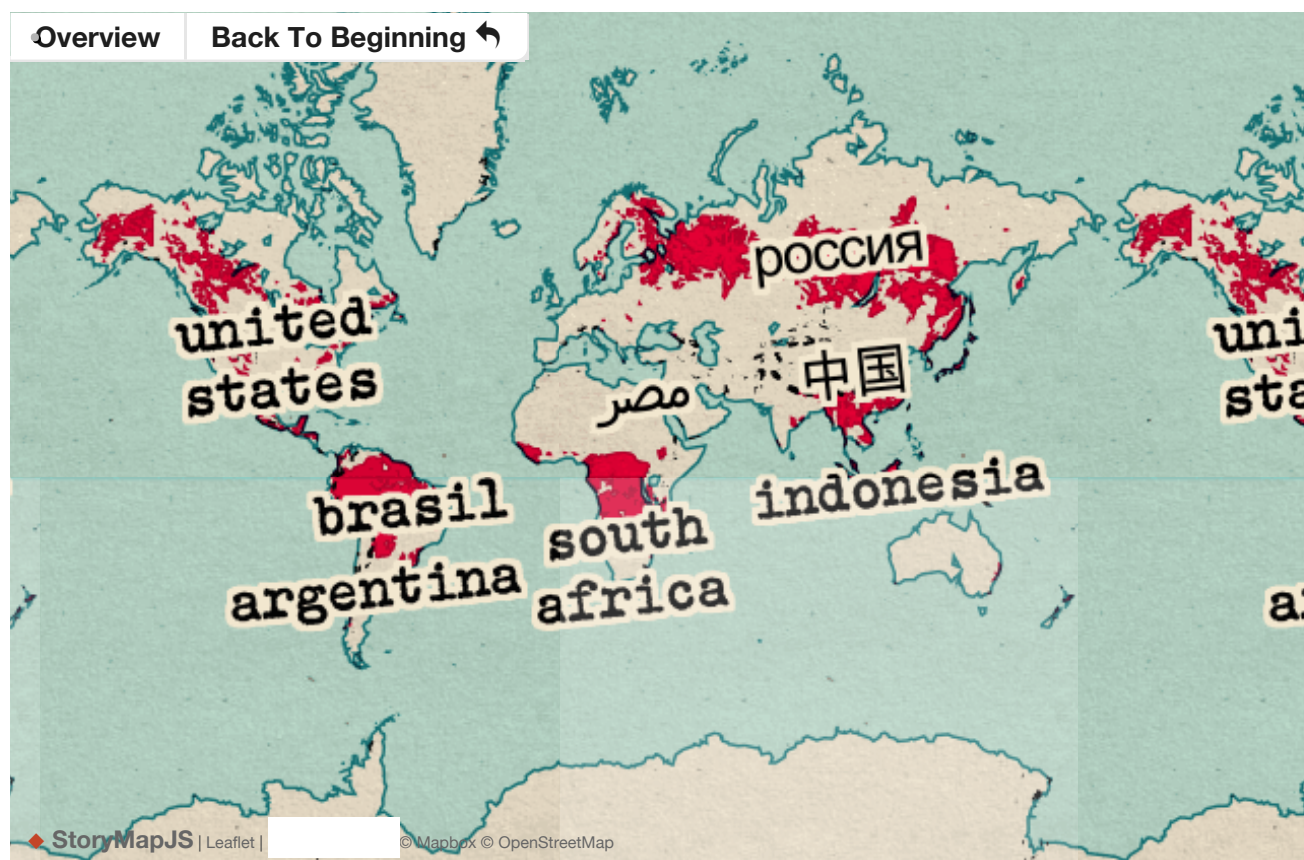 Overview
Back To Beginning
россия
united
states
uni
sta
中国
مصر
brasil
indonesia
south
africa
argentina
a
StoryMapJS | Leaflet | © Mapbox © OpenStreetMap